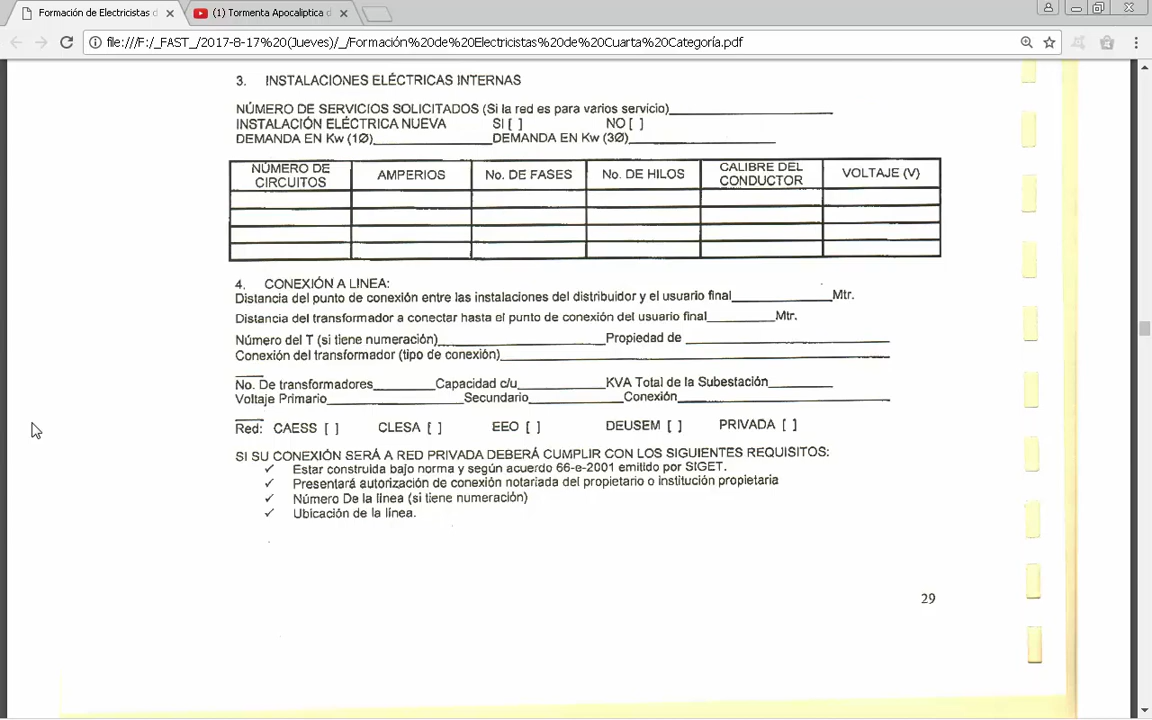 Formación de Electricistas d
(1) Tormenta Apocaliptica d
file:///F:/_FAST_/2017-8-17%20(Jueves)/_/Formación%20de%20Electricistas%20de%20Cuarta%20Categoría.pdf
3. INSTALACIONES ELÉCTRICAS INTERNAS
NÚMERO DE SERVICIOS SOLICITADOS (Si la red es para varios servicio)
INSTALACIÓN ELÉCTRICA NUEVA SI [ ] NO [ ]
DEMANDA EN Kw (1Ø) DEMANDA EN Kw (3Ø)
NÚMERO DE CIRCUITOS AMPERIOS No. DE FASES No. DE HILOS CALIBRE DEL CONDUCTOR VOLTAJE (V)
4. CONEXIÓN A LINEA:
Distancia del punto de conexión entre las instalaciones del distribuidor y el usuario final Mtr.
Distancia del transformador a conectar hasta el punto de conexión del usuario final Mtr.
Número del T (si tiene numeración) Propiedad de
Conexión del transformador (tipo de conexión)
No. De transformadores Capacidad c/u KVA Total de la Subestación
Voltaje Primario Secundario Conexión
Red: CAESS [ ] CLESA [ ] EEO [ ] DEUSEM [ ] PRIVADA [ ]
SI SU CONEXIÓN SERÁ A RED PRIVADA DEBERÁ CUMPLIR CON LOS SIGUIENTES REQUISITOS:
✓ Estar construida bajo norma y según acuerdo 66-e-2001 emitido por SIGET.
✓ Presentará autorización de conexión notariada del propietario o institución propietaria
✓ Número De la línea (si tiene numeración)
✓ Ubicación de la línea.
29